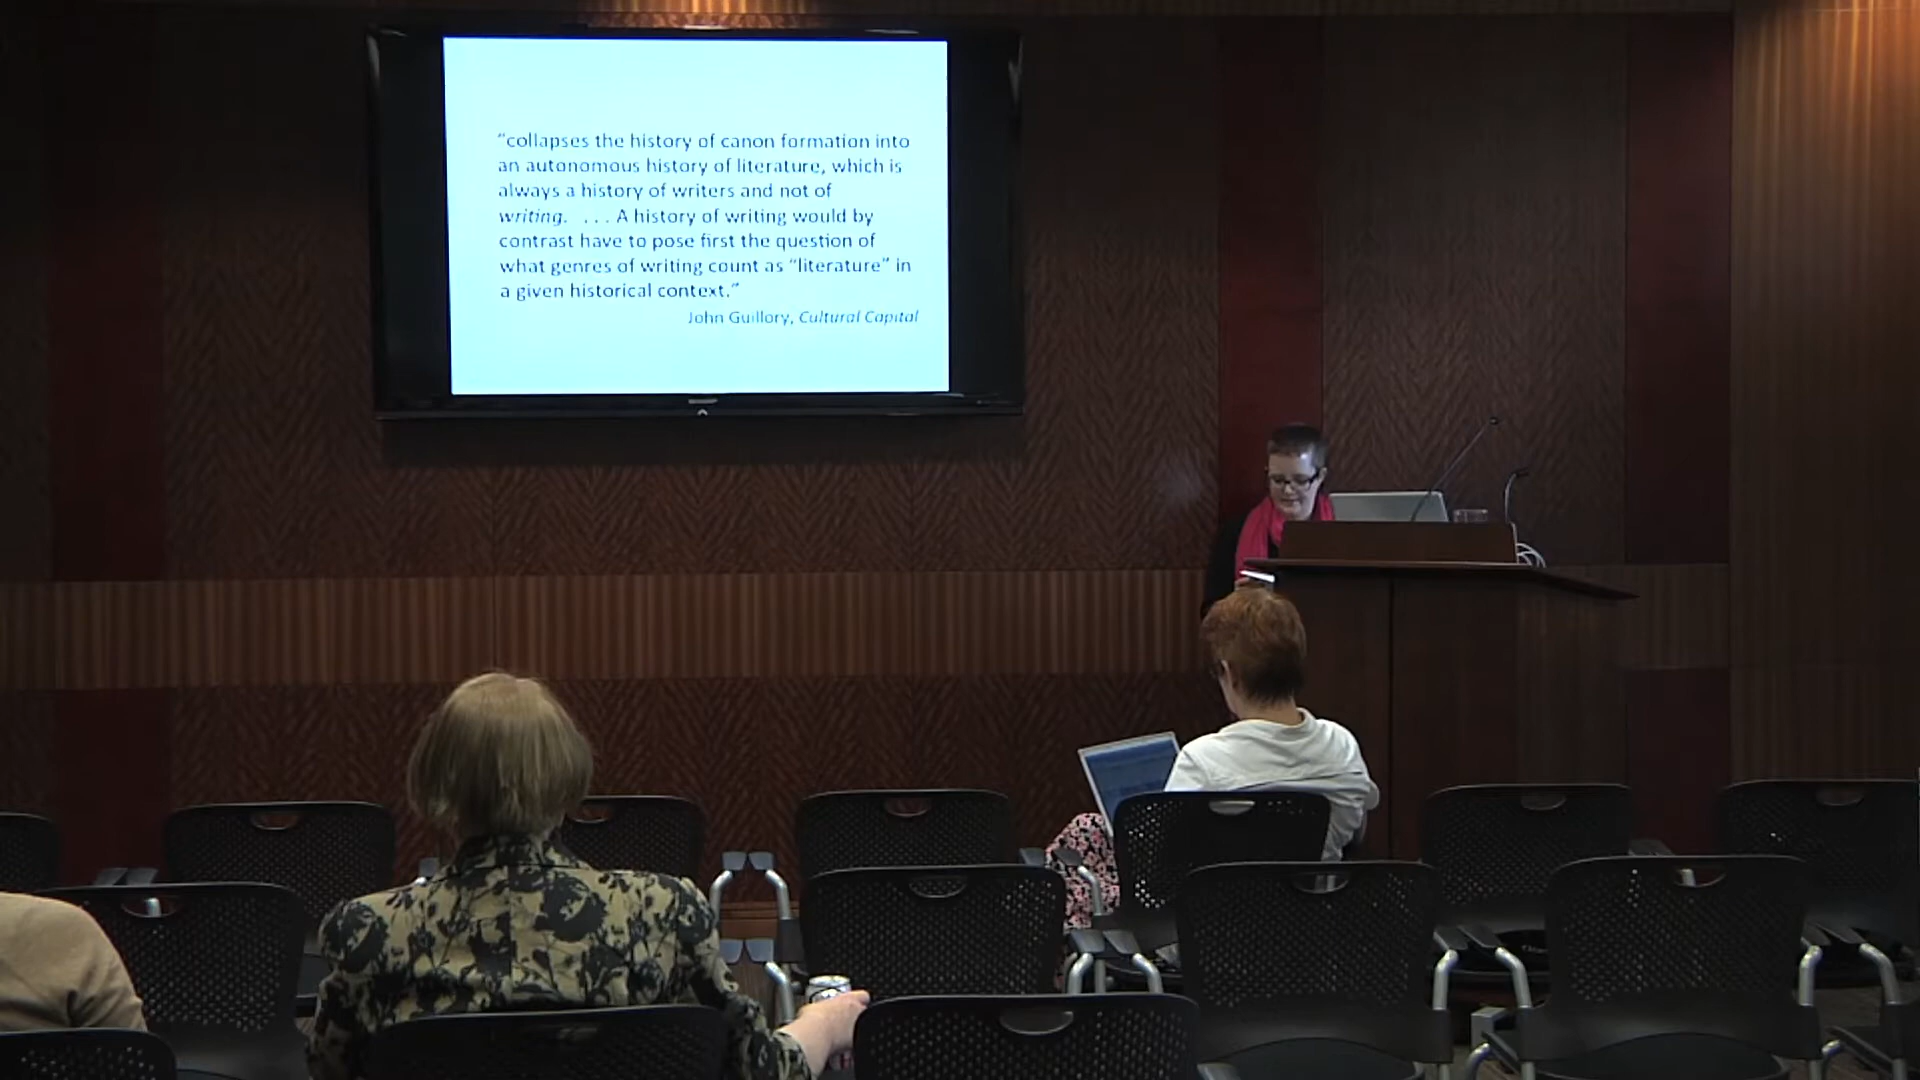 “collapses the history of canon formation into
an autonomous history of literature, which is
always a history of writers and not of
writing. . . . A history of writing would by
contrast have to pose first the question of
what genres of writing count as “literature” in
a given historical context.”
John Guillory, Cultural Capital